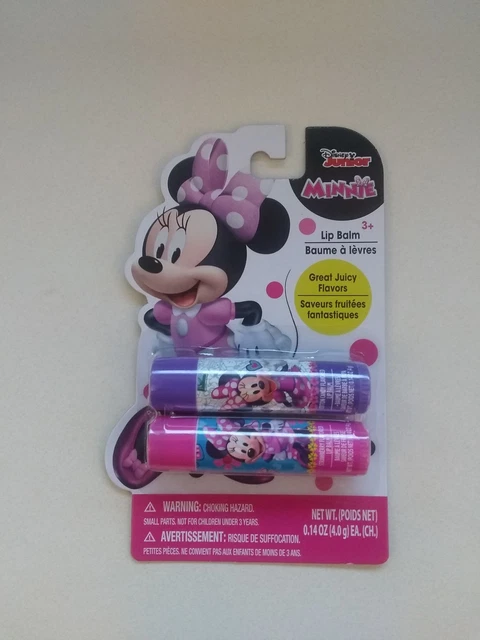 Disney
Junior
MINNIE
3+
Lip Balm
Baume à lèvres
Great Juicy
Flavors
Saveurs fruitées
fantastiques
WARNING: CHOKING HAZARD.
SMALL PARTS. NOT FOR CHILDREN UNDER 3 YEARS.
AVERTISSEMENT: RISQUE DE SUFFOCATION.
PETITES PIÈCES. NE CONVIENT PAS AUX ENFANTS DE MOINS DE 3 ANS.
NET WT. (POIDS NET)
0.14 OZ (4.0 g) EA. (CH.)